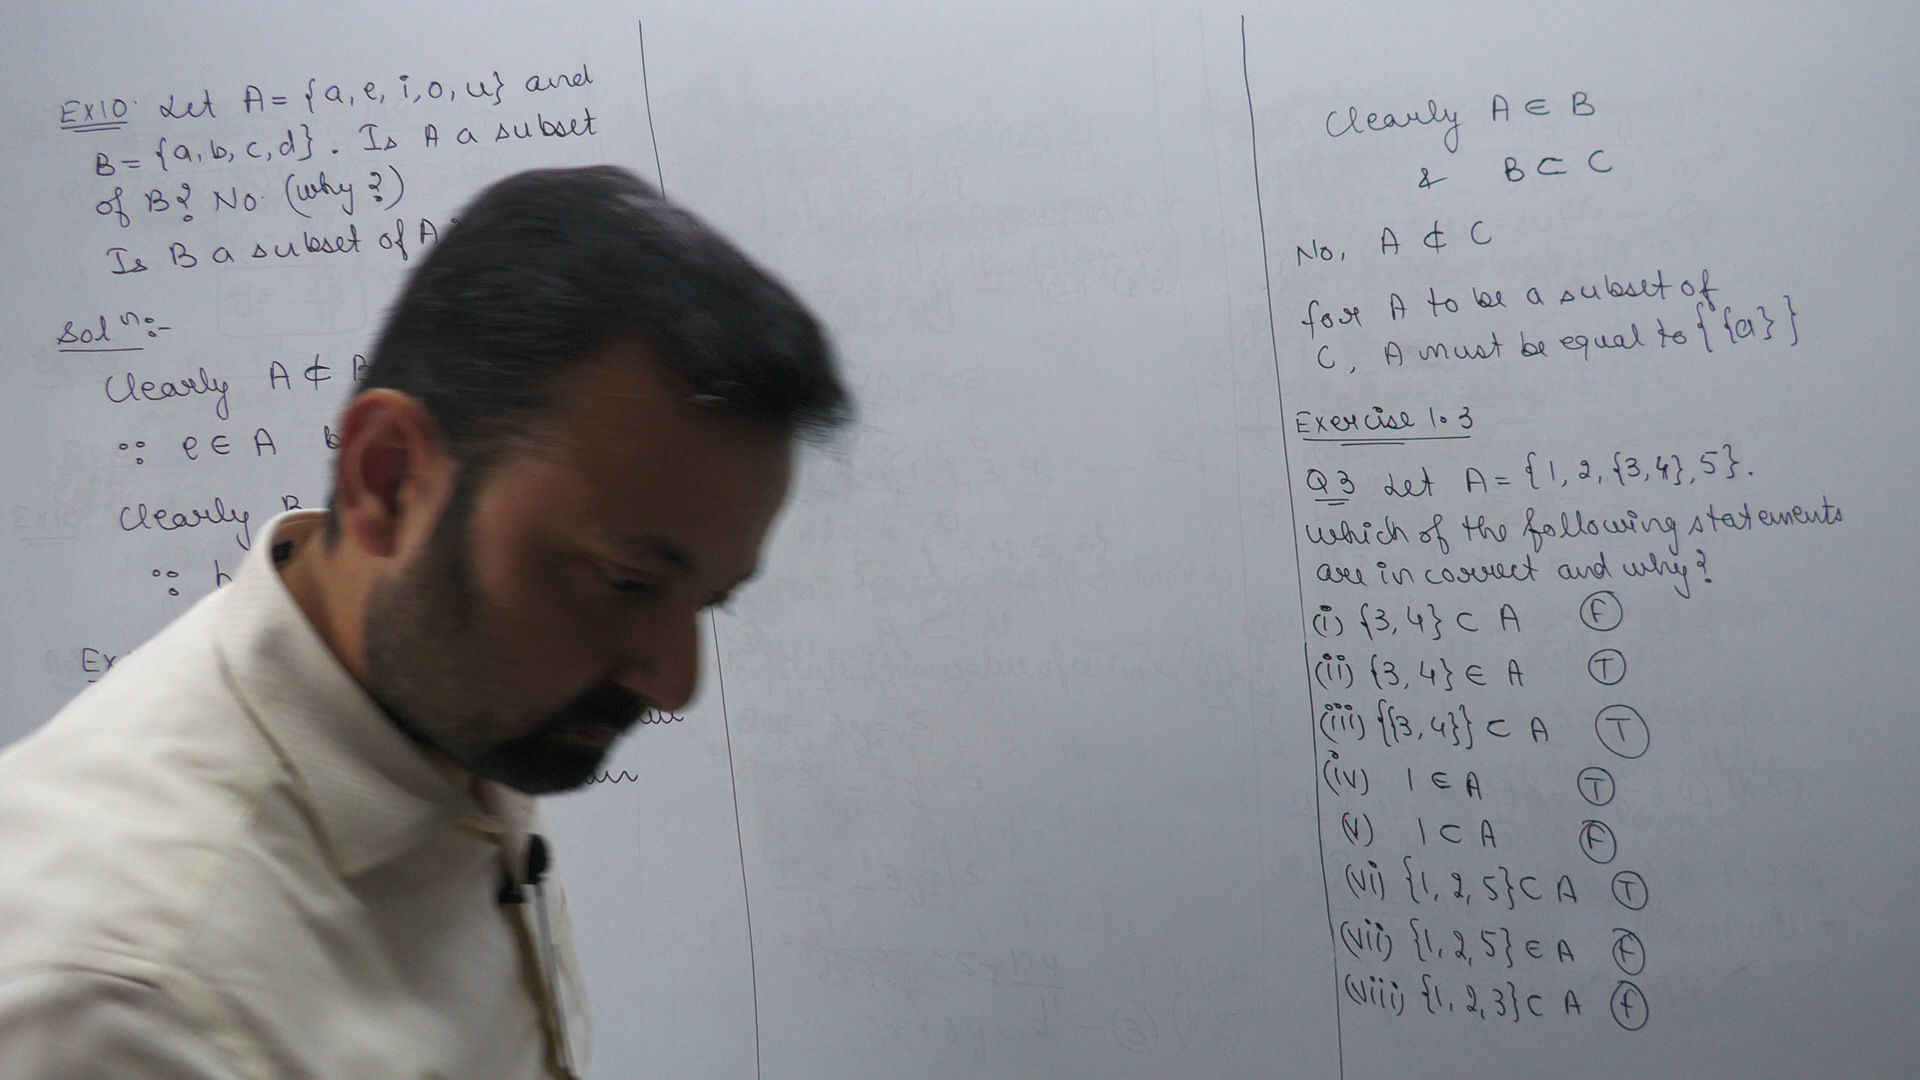 Ex10. Let A = {a, e, i, o, u} and
B = {a, b, c, d}. Is A a subset
of B? No. (why?)
Is B a subset of A?
Solⁿ:-
Clearly A ⊄ B
∵ e ∈ A
Clearly B
∵ b
Ex
Clearly A ∈ B
& B ⊂ C
No, A ⊄ C
for A to be a subset of
C, A must be equal to {{a}}
Exercise 1.3
Q3 Let A = {1, 2, {3, 4}, 5}.
which of the following statements
are incorrect and why?
(i) {3, 4} ⊂ A F
(ii) {3, 4} ∈ A T
(iii) {{3, 4}} ⊂ A T
(iv) 1 ∈ A T
(v) 1 ⊂ A F
(vi) {1, 2, 5} ⊂ A T
(vii) {1, 2, 5} ∈ A F
(viii) {1, 2, 3} ⊂ A F